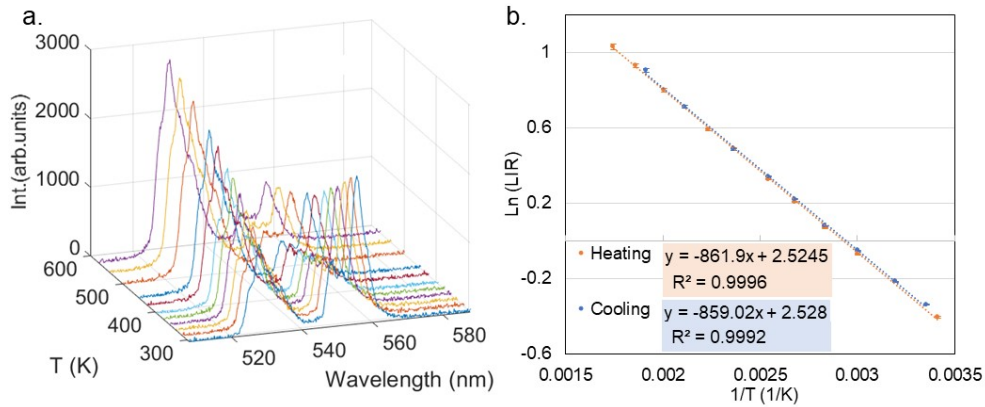 a.
3000
2000
1000
0
Int.(arb.units)
600
500
400
300
T (K)
520
540
560
580
Wavelength (nm)
b.
1
0.6
0.2
-0.2
-0.6
Ln (LIR)
Heating y = -861.9x + 2.5245
R² = 0.9996
Cooling y = -859.02x + 2.528
R² = 0.9992
0.0015 0.002 0.0025 0.003 0.0035
1/T (1/K)